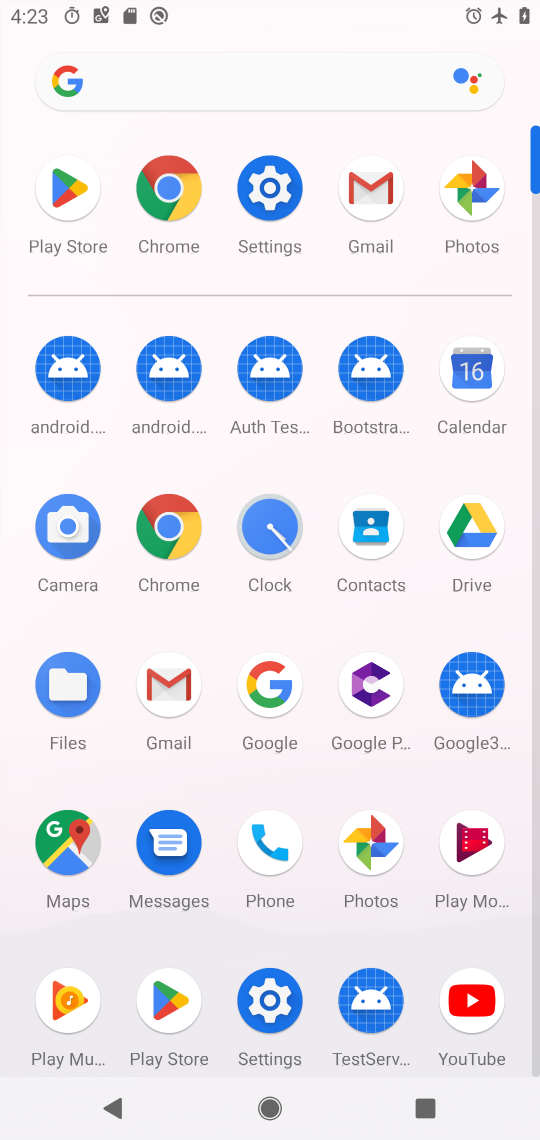 4:23
Play Store Chrome Settings Gmail Photos
android.... android.... Auth Tes... Bootstra... Calendar
Camera Chrome Clock Contacts Drive
Files Gmail Google Google P... Google3...
Maps Messages Phone Photos Play Mo...
Play Mu... Play Store Settings TestServ... YouTube